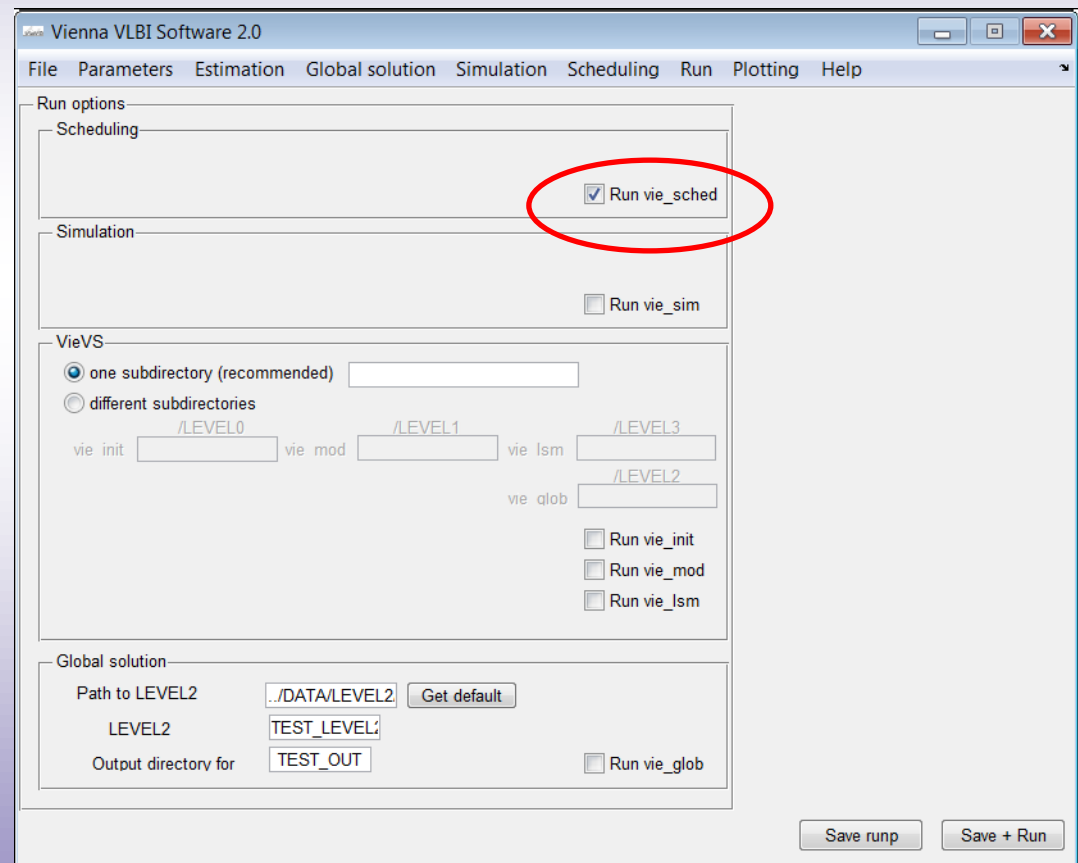 Vienna VLBI Software 2.0
File Parameters Estimation Global solution Simulation Scheduling Run Plotting Help
Run options
Scheduling
Run vie_sched
Simulation
Run vie_sim
VieVS
one subdirectory (recommended)
different subdirectories
/LEVEL0 /LEVEL1 /LEVEL3
vie_init vie_mod vie_lsm
/LEVEL2
vie_glob
Run vie_init
Run vie_mod
Run vie_lsm
Global solution
Path to LEVEL2 ../DATA/LEVEL2 Get default
LEVEL2 TEST_LEVEL2
Output directory for TEST_OUT Run vie_glob
Save runp Save + Run